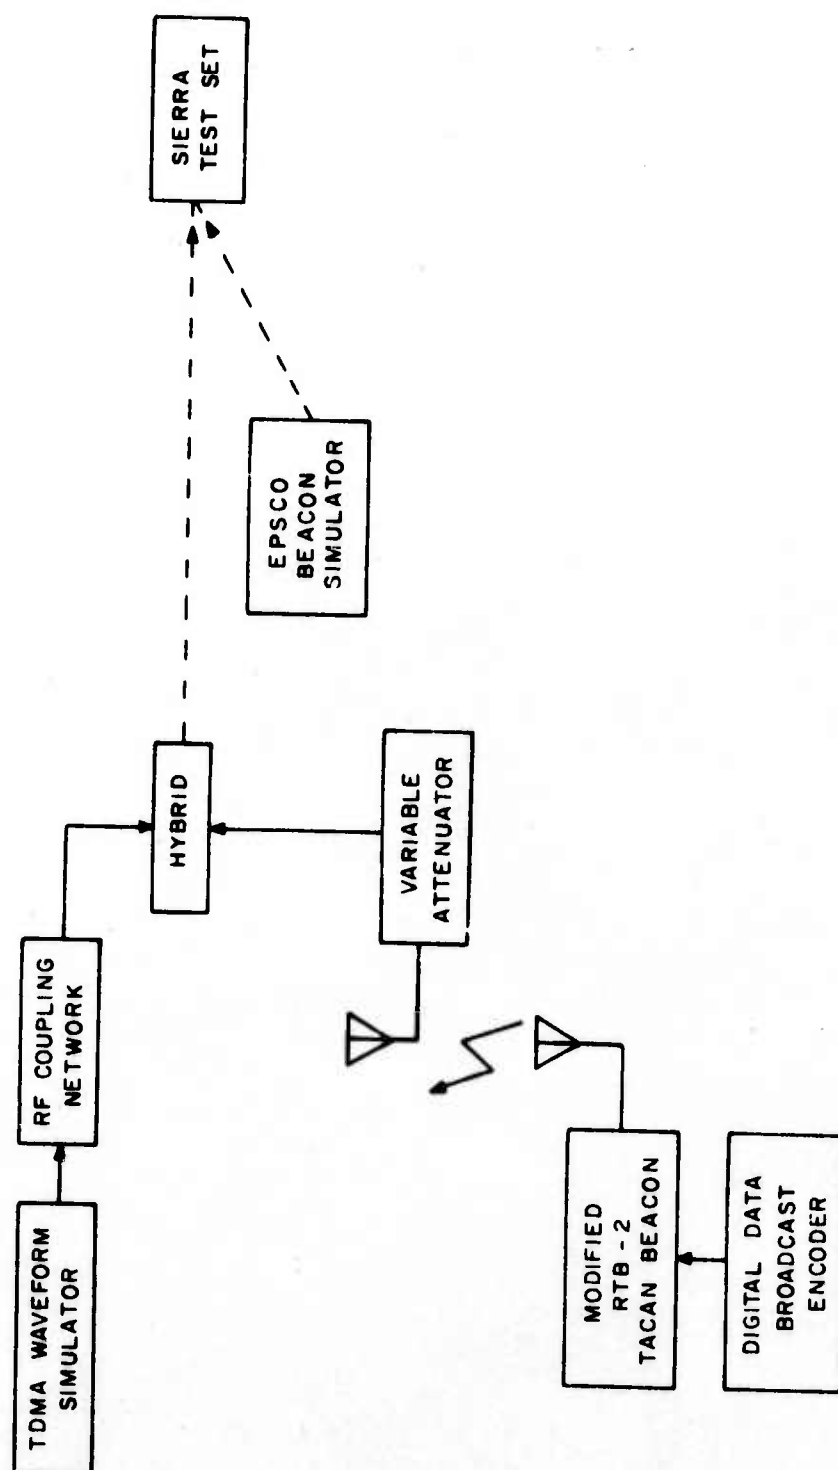 TDMA WAVEFORM
SIMULATOR
RF COUPLING
NETWORK
HYBRID
SIERRA
TEST SET
EPSCO
BEACON
SIMULATOR
VARIABLE
ATTENUATOR
MODIFIED
RTB-2
TACAN BEACON
DIGITAL DATA
BROADCAST
ENCODER